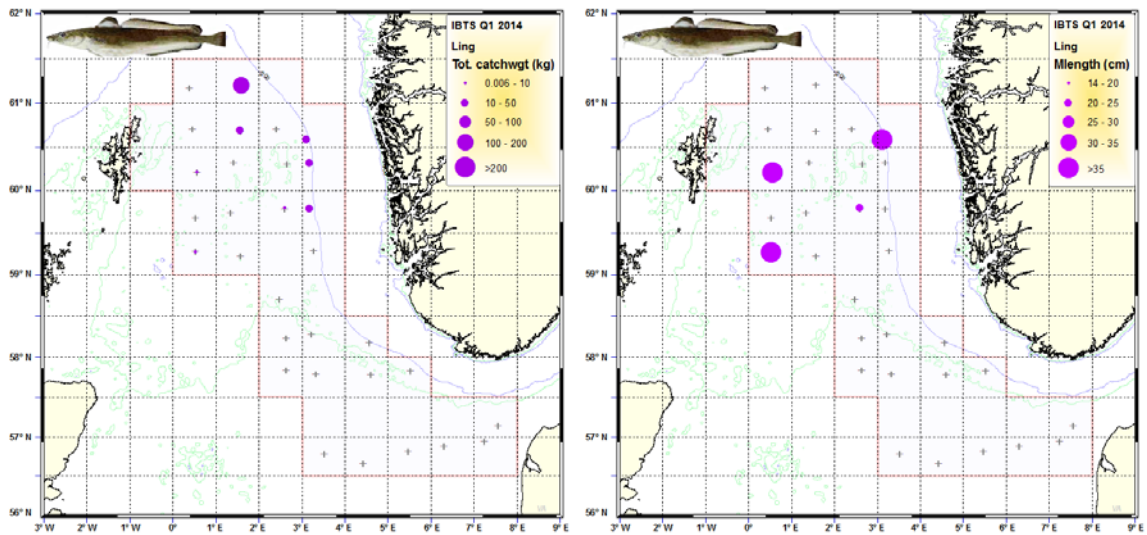 IBTS Q1 2014
Ling
Tot. catchwgt (kg)
0.006 - 10
10 - 50
50 - 100
100 - 200
>200
62° N
61° N
60° N
59° N
58° N
57° N
56° N
3° W 2° W 1° W 0° 1° E 2° E 3° E 4° E 5° E 6° E 7° E 8° E 9° E
IBTS Q1 2014
Ling
Mlength (cm)
14 - 20
20 - 25
25 - 30
30 - 35
>35
62° N
61° N
60° N
59° N
58° N
57° N
56° N
3° W 2° W 1° W 0° 1° E 2° E 3° E 4° E 5° E 6° E 7° E 8° E 9° E